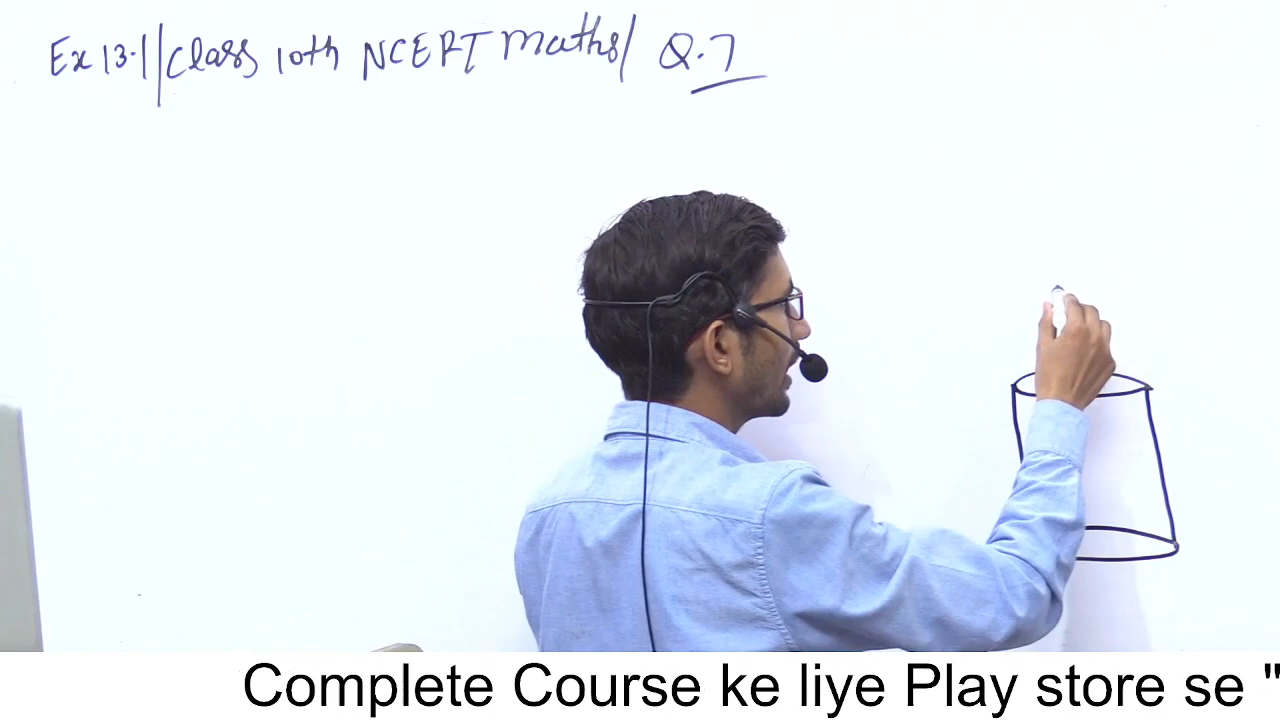 Ex 13.1/Class 10th NCERT Maths/ Q.7
Complete Course ke liye Play store se "